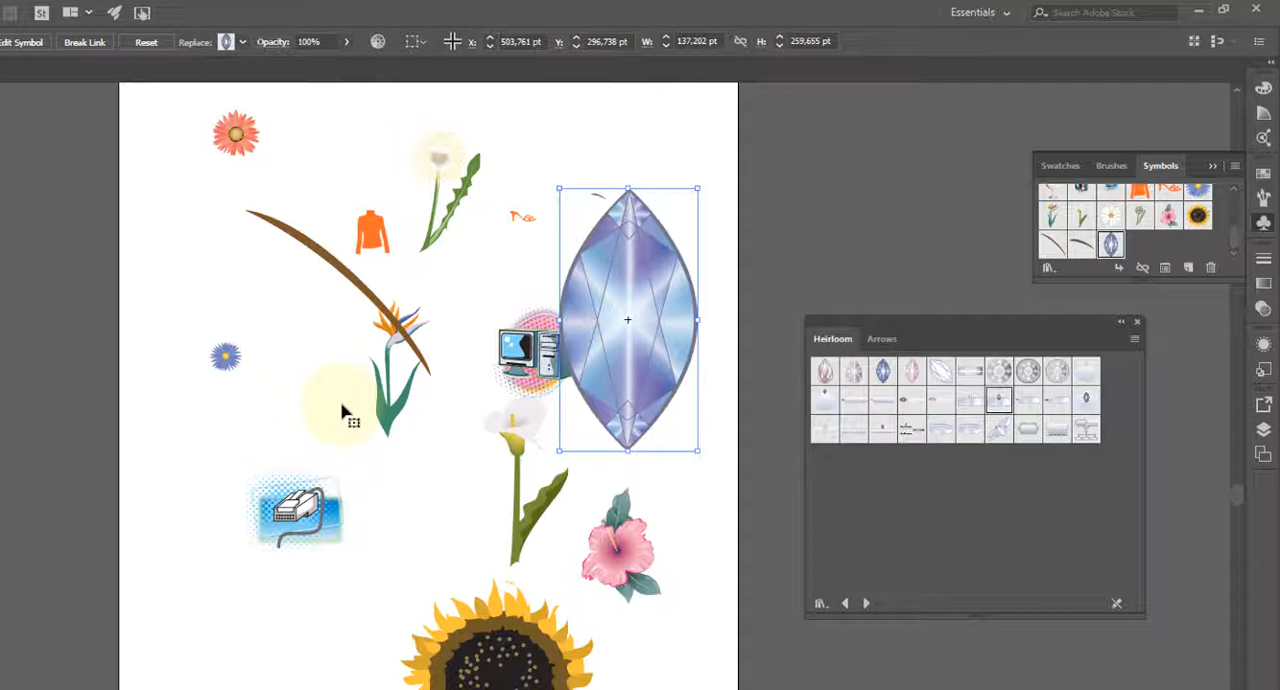 St Essentials Search Adobe Stock
Edit Symbol Break Link Reset Replace: Opacity: 100% X: 503,761 pt Y: 296,738 pt W: 137,202 pt H: 259,655 pt
Swatches Brushes Symbols
Heirloom Arrows